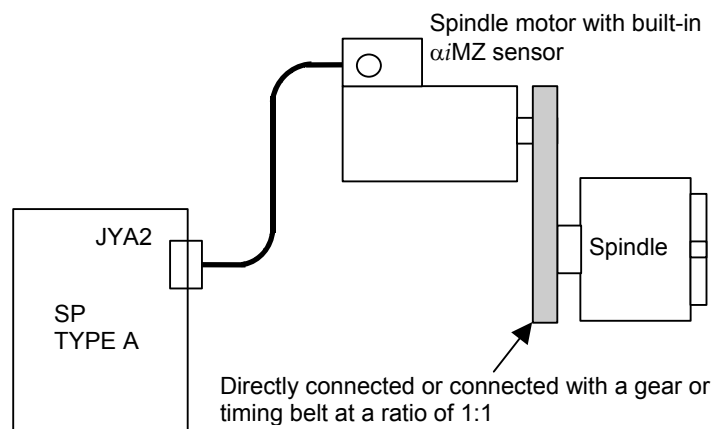 Spindle motor with built-in
αiMZ sensor
JYA2
Spindle
SP
TYPE A
Directly connected or connected with a gear or
timing belt at a ratio of 1:1